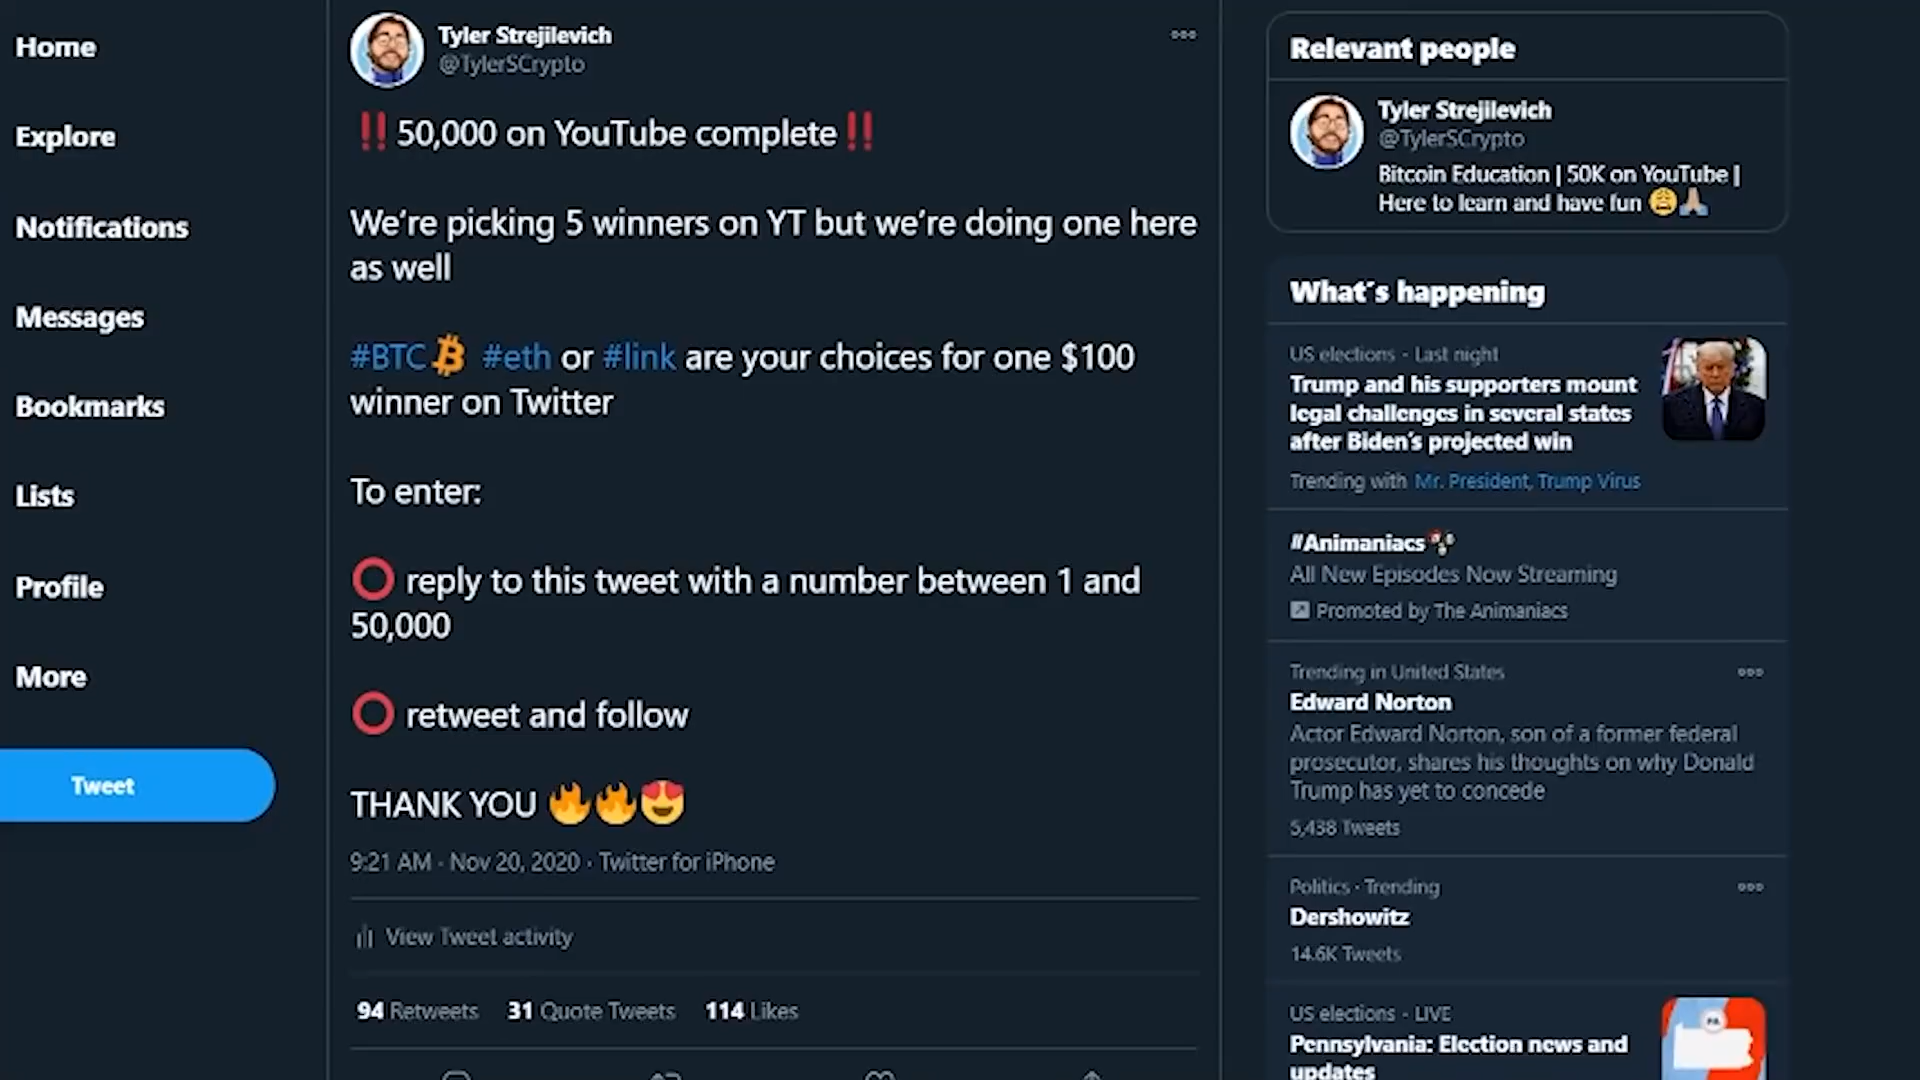 Home
Explore
Notifications
Messages
Bookmarks
Lists
Profile
More
Tweet
Tyler Strejilevich
@TylerSCrypto
‼️50,000 on YouTube complete‼️
We're picking 5 winners on YT but we're doing one here
as well
#BTC #eth or #link are your choices for one $100
winner on Twitter
To enter:
⭕ reply to this tweet with a number between 1 and
50,000
⭕ retweet and follow
THANK YOU 🔥🔥😍
9:21 AM · Nov 20, 2020 · Twitter for iPhone
View Tweet activity
94 Retweets 31 Quote Tweets 114 Likes
Relevant people
Tyler Strejilevich
@TylerSCrypto
Bitcoin Education | 50K on YouTube |
Here to learn and have fun 😩🙏🏼
What´s happening
US elections · Last night
Trump and his supporters mount
legal challenges in several states
after Biden's projected win
Trending with Mr. President, Trump Virus
#Animaniacs
All New Episodes Now Streaming
Promoted by The Animaniacs
Trending in United States
Edward Norton
Actor Edward Norton, son of a former federal
prosecutor, shares his thoughts on why Donald
Trump has yet to concede
5,438 Tweets
Politics · Trending
Dershowitz
14.6K Tweets
US elections · LIVE
Pennsylvania: Election news and
updates
PA